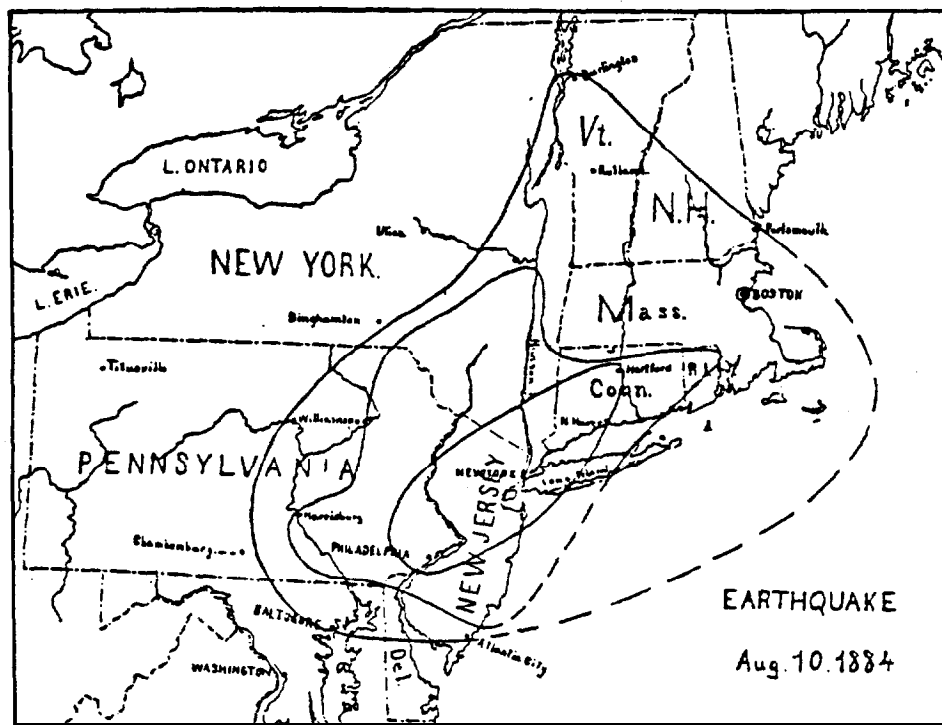 Burlington
Vt.
L. ONTARIO
Rutland
N.H.
Utica
Portsmouth
NEW YORK.
L. ERIE.
BOSTON
Mass.
Binghamton
Titusville
Hartford
R.I.
Conn.
N Haven
PENNSYLVANIA
NEW YORK
Long Island
Harrisburg
NEW JERSEY
Chambersburg
PHILADELPHIA
EARTHQUAKE
BALTIMORE
Atlantic City
Aug. 10. 1884
WASHINGTON
Del.